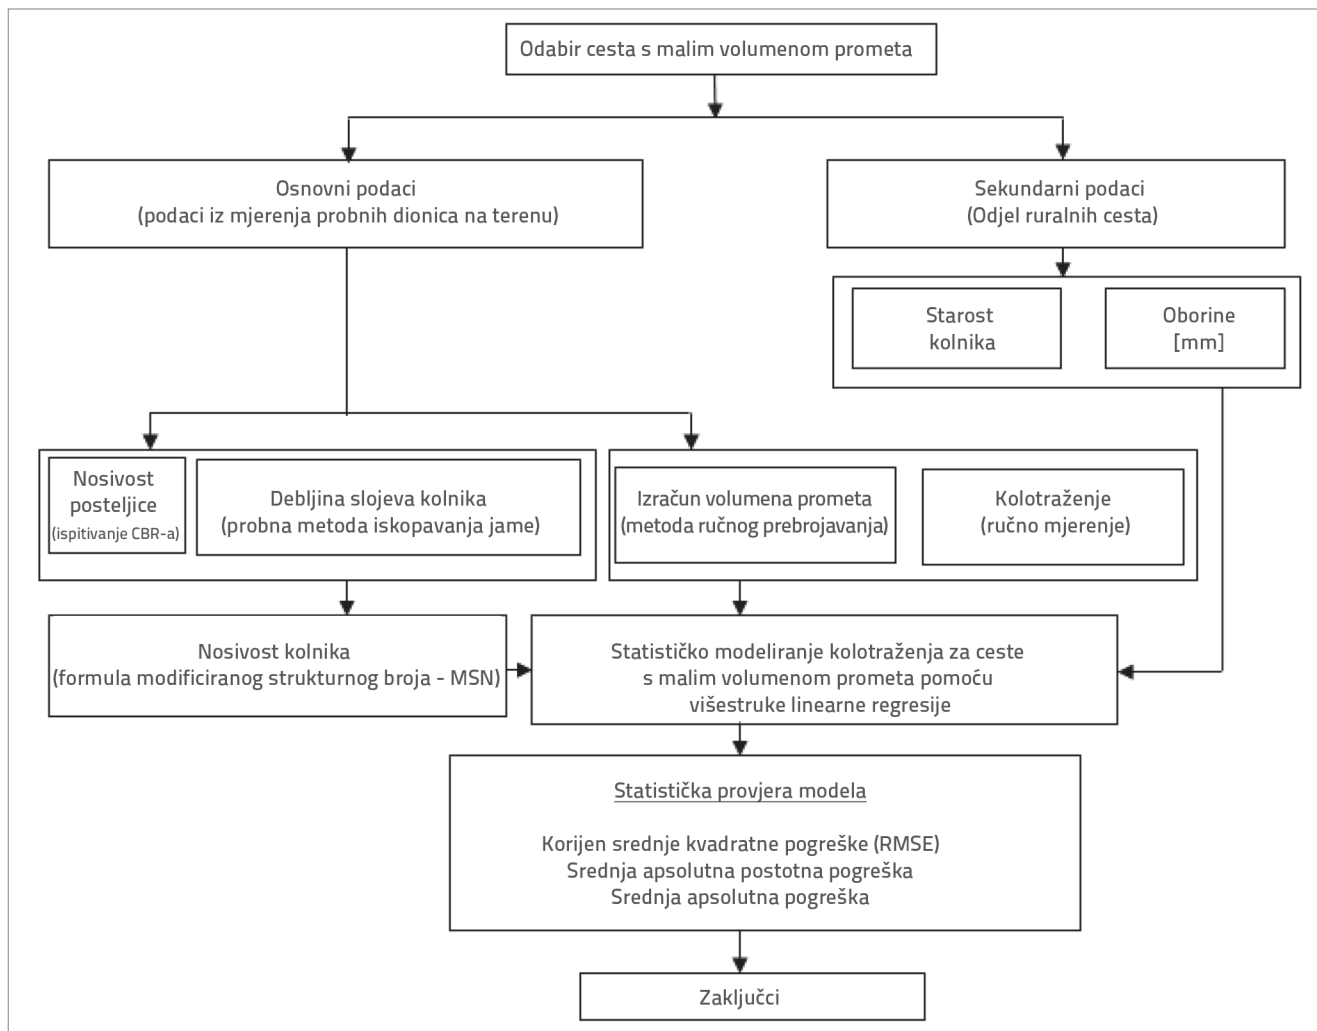 Odabir cesta s malim volumenom prometa
Osnovni podaci
(podaci iz mjerenja probnih dionica na terenu)
Sekundarni podaci
(Odjel ruralnih cesta)
Starost
kolnika
Oborine
[mm]
Nosivost
posteljice
(ispitivanje CBR-a)
Debljina slojeva kolnika
(probna metoda iskopavanja jame)
Izračun volumena prometa
(metoda ručnog prebrojavanja)
Kolotraženje
(ručno mjerenje)
Nosivost kolnika
(formula modificiranog strukturnog broja - MSN)
Statističko modeliranje kolotraženja za ceste
s malim volumenom prometa pomoću
višestruke linearne regresije
Statistička provjera modela
Korijen srednje kvadratne pogreške (RMSE)
Srednja apsolutna postotna pogreška
Srednja apsolutna pogreška
Zaključci